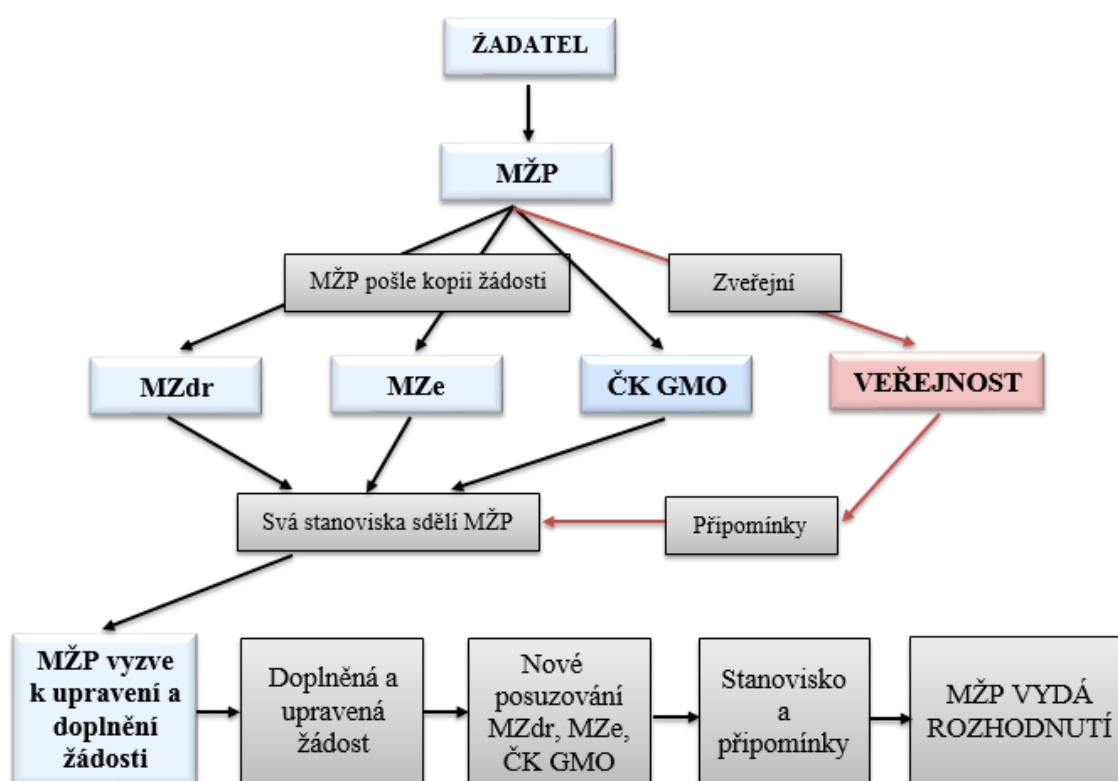 ŽADATEL
MŽP
MŽP pošle kopii žádosti
Zveřejní
MZdr
MZe
ČK GMO
VEŘEJNOST
Svá stanoviska sdělí MŽP
Připomínky
MŽP vyzve
k upravení a
doplnění
žádosti
Doplněná a
upravená
žádost
Nové
posuzování
MZdr, MZe,
ČK GMO
Stanovisko
a
připomínky
MŽP VYDÁ
ROZHODNUTÍ